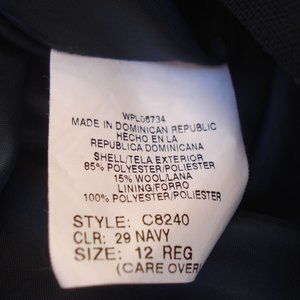 WPL08734
MADE IN DOMINICAN REPUBLIC
HECHO EN LA
REPUBLICA DOMINICANA
SHELL/TELA EXTERIOR
85% POLYESTER/POLIESTER
15% WOOL/LANA
LINING/FORRO
100% POLYESTER/POLIESTER
STYLE: C8240
CLR: 29 NAVY
SIZE: 12 REG
(CARE OVER